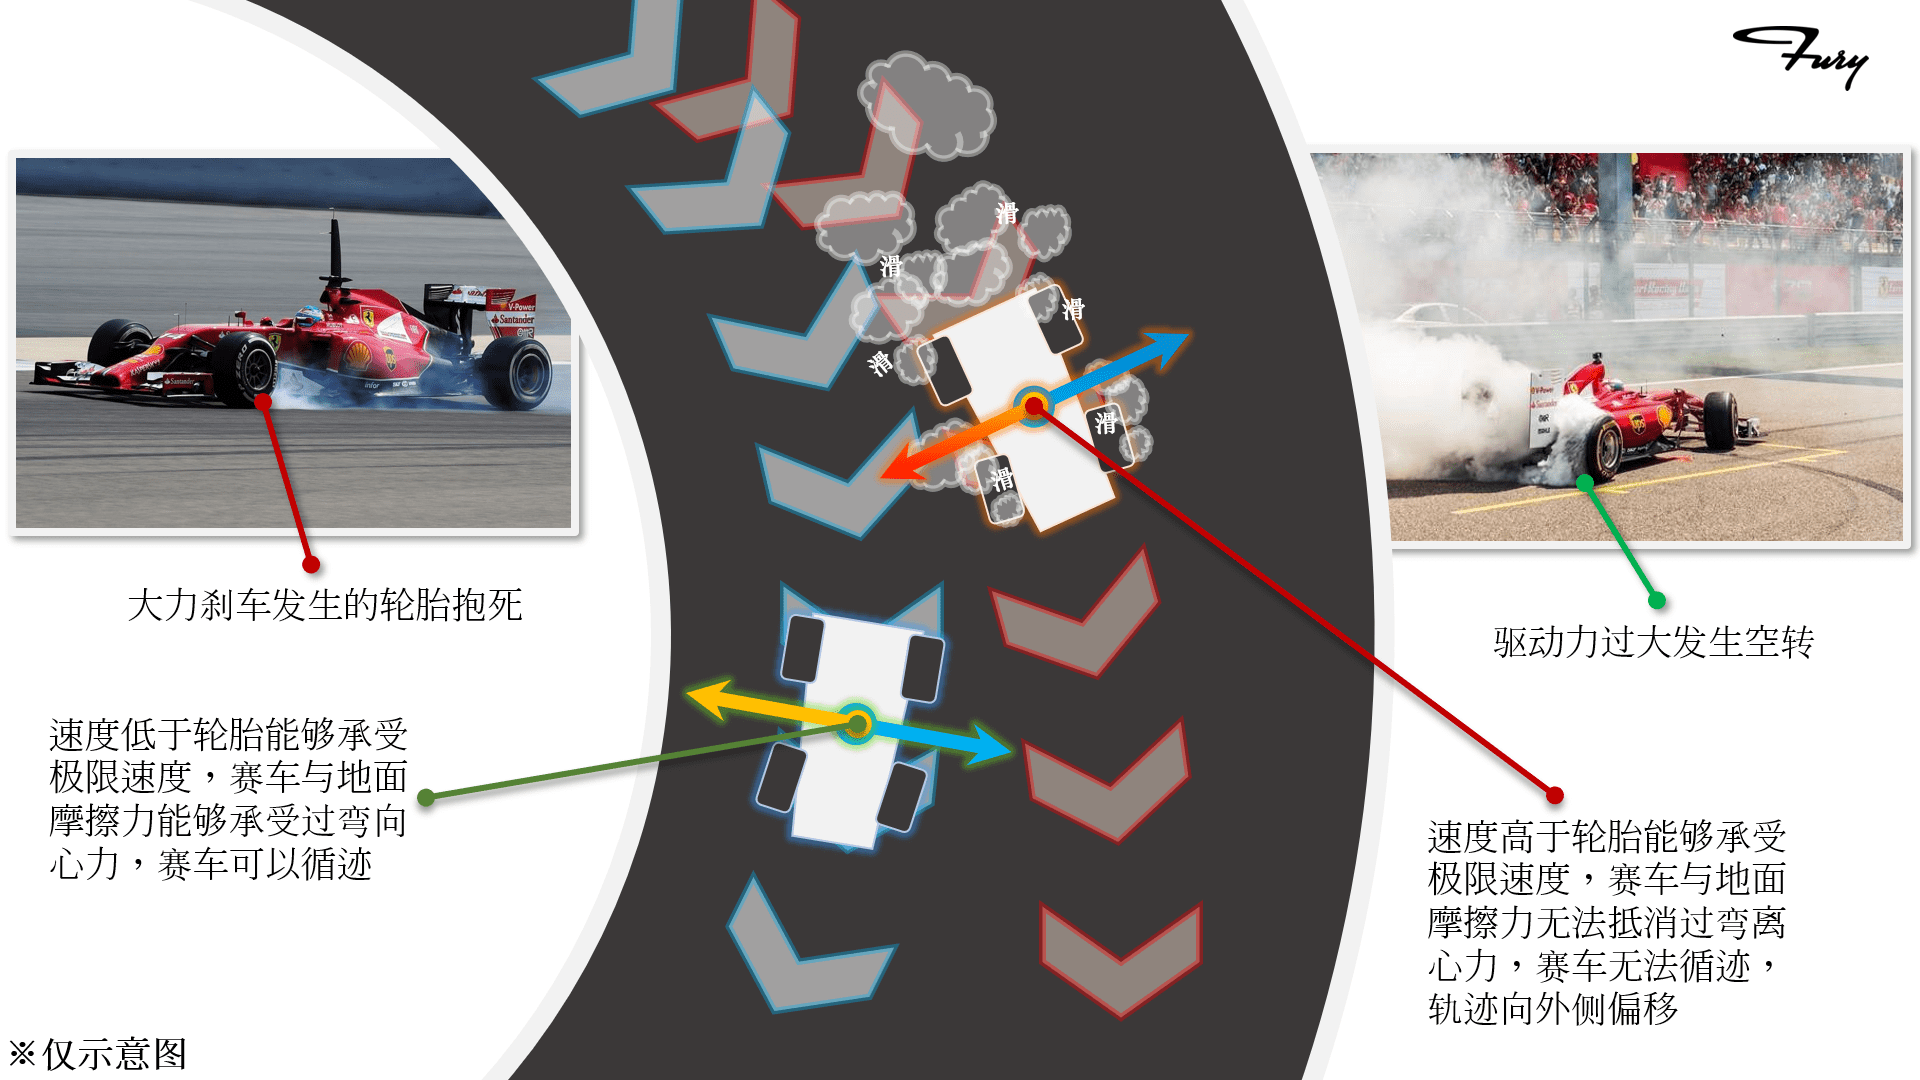 Fury
滑
滑
滑
滑
滑
滑
V-Power
Santander
Santander
infor
ups
大力刹车发生的轮胎抱死
驱动力过大发生空转
速度低于轮胎能够承受
极限速度，赛车与地面
摩擦力能够承受过弯向
心力，赛车可以循迹
速度高于轮胎能够承受
极限速度，赛车与地面
摩擦力无法抵消过弯离
心力，赛车无法循迹，
轨迹向外侧偏移
※仅示意图